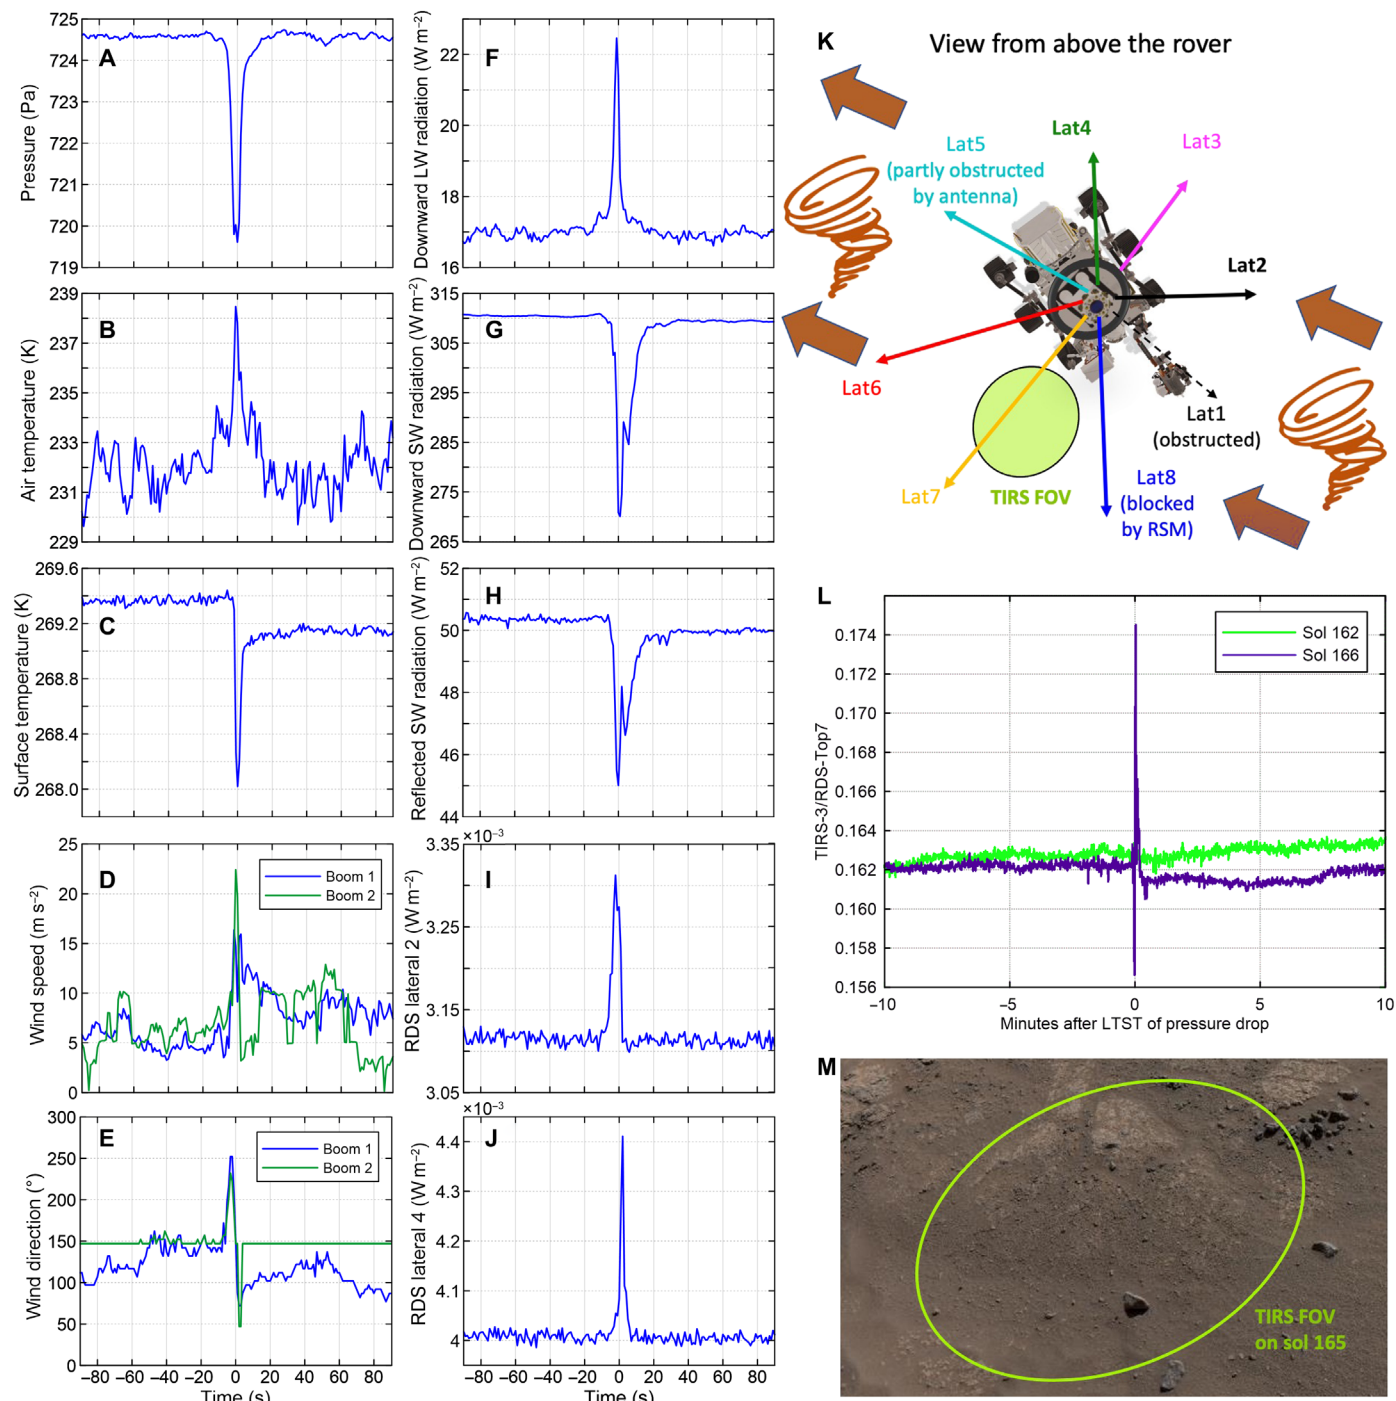 A
Pressure (Pa)
725
724
723
722
721
720
719
B
Air temperature (K)
239
237
235
233
231
229
C
Surface temperature (K)
269.6
269.2
268.8
268.4
268.0
D
Wind speed (m s⁻²)
25
20
15
10
5
0
Boom 1
Boom 2
E
Wind direction (°)
300
250
200
150
100
50
0
Boom 1
Boom 2
−80 −60 −40 −20 0 20 40 60 80
Time (s)
F
Downward LW radiation (W m⁻²)
22
20
18
16
G
Downward SW radiation (W m⁻²)
315
305
295
285
275
265
H
Reflected SW radiation (W m⁻²)
52
50
48
46
44
I
RDS lateral 2 (W m⁻²)
×10⁻³
3.35
3.25
3.15
3.05
J
RDS lateral 4 (W m⁻²)
×10⁻³
4.4
4.3
4.2
4.1
4
−80 −60 −40 −20 0 20 40 60 80
Time (s)
K
View from above the rover
Lat4
Lat3
Lat5
(partly obstructed
by antenna)
Lat2
Lat6
Lat1
(obstructed)
Lat7
TIRS FOV
Lat8
(blocked
by RSM)
L
TIRS-3/RDS-Top7
0.174
0.172
0.170
0.168
0.166
0.164
0.162
0.160
0.158
0.156
Sol 162
Sol 166
−10 −5 0 5 10
Minutes after LTST of pressure drop
M
TIRS FOV
on sol 165